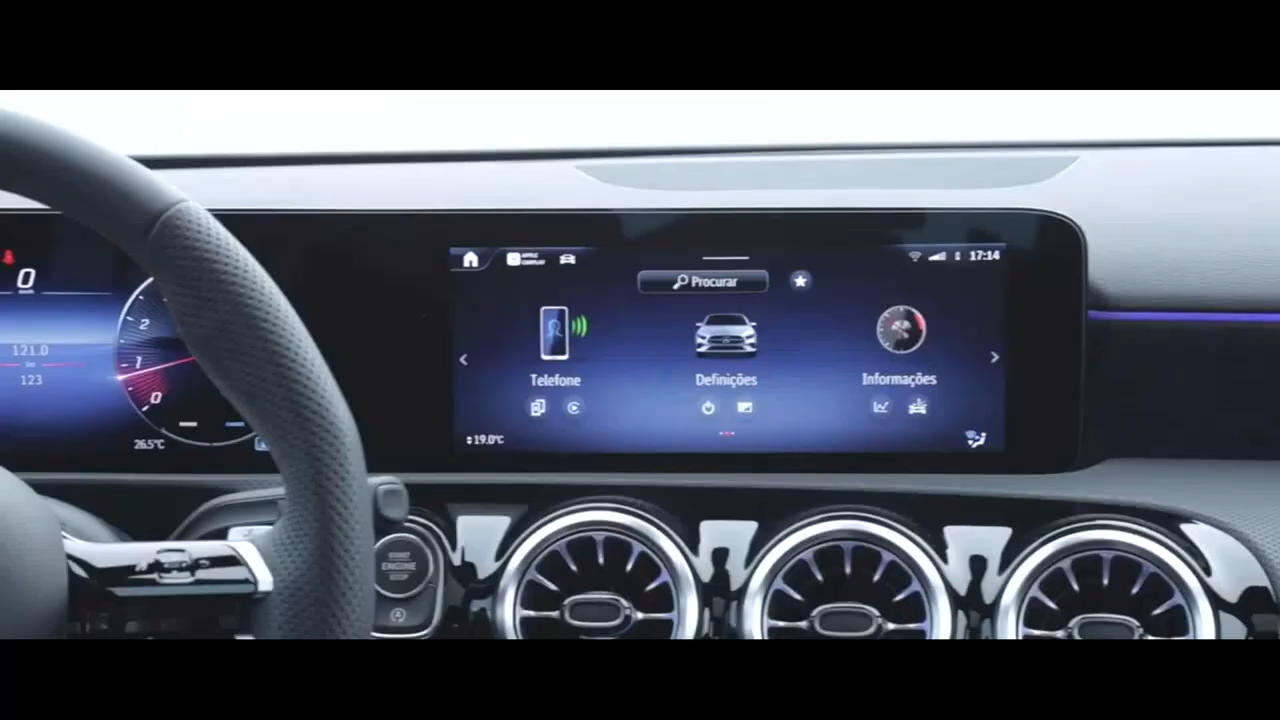 APPLE
CARPLAY
17:14
Procurar
0
2
1
0
121.0
km
123
26.5°C
Telefone
Definições
Informações
19.0°C
START
ENGINE
STOP
A